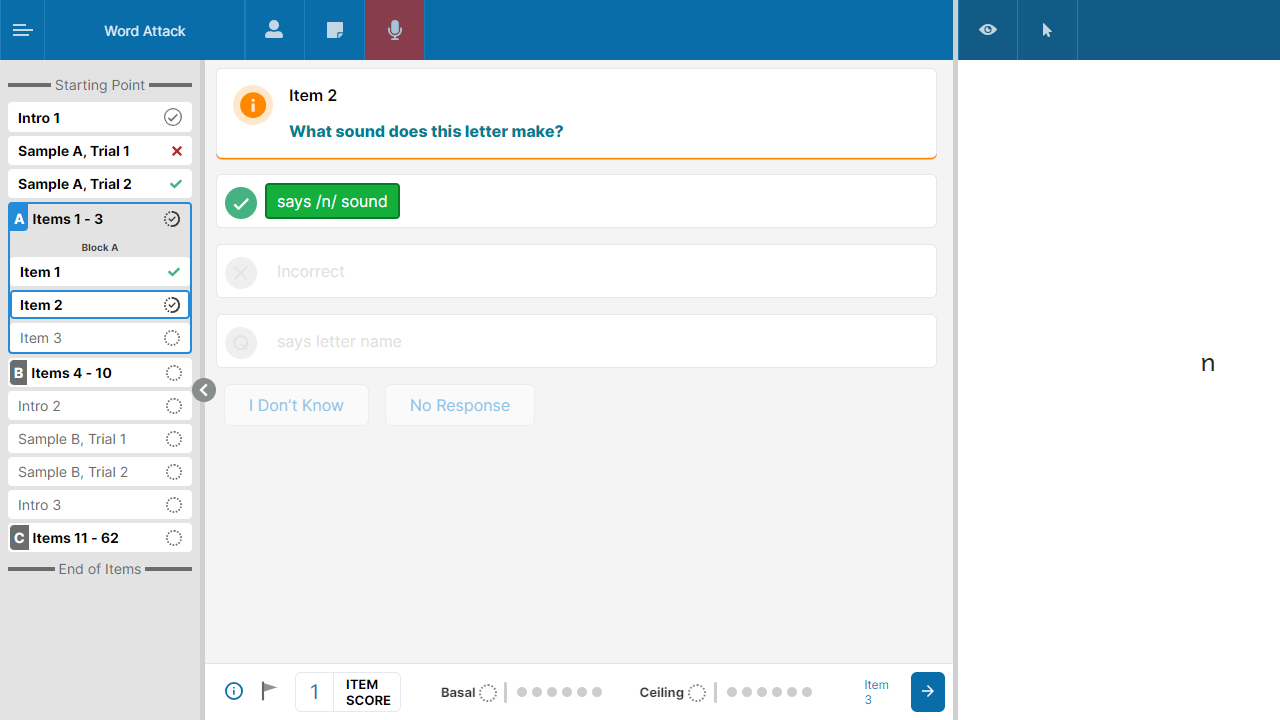 Word Attack
Starting Point
Intro 1
Sample A, Trial 1
Sample A, Trial 2
A Items 1 - 3
Block A
Item 1
Item 2
Item 3
B Items 4 - 10
Intro 2
Sample B, Trial 1
Sample B, Trial 2
Intro 3
C Items 11 - 62
End of Items
Item 2
What sound does this letter make?
says /n/ sound
Incorrect
Q says letter name
I Don't Know No Response
1 ITEM SCORE
Basal
Ceiling
Item 3
n